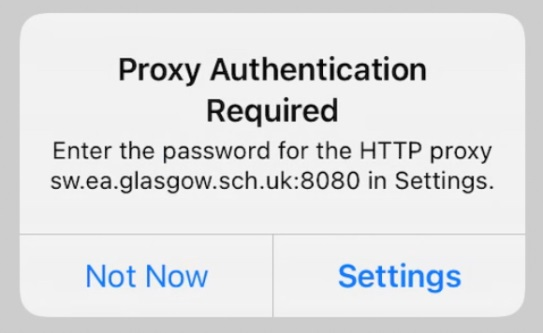 Proxy Authentication
Required
Enter the password for the HTTP proxy
sw.ea.glasgow.sch.uk:8080 in Settings.
Not Now
Settings